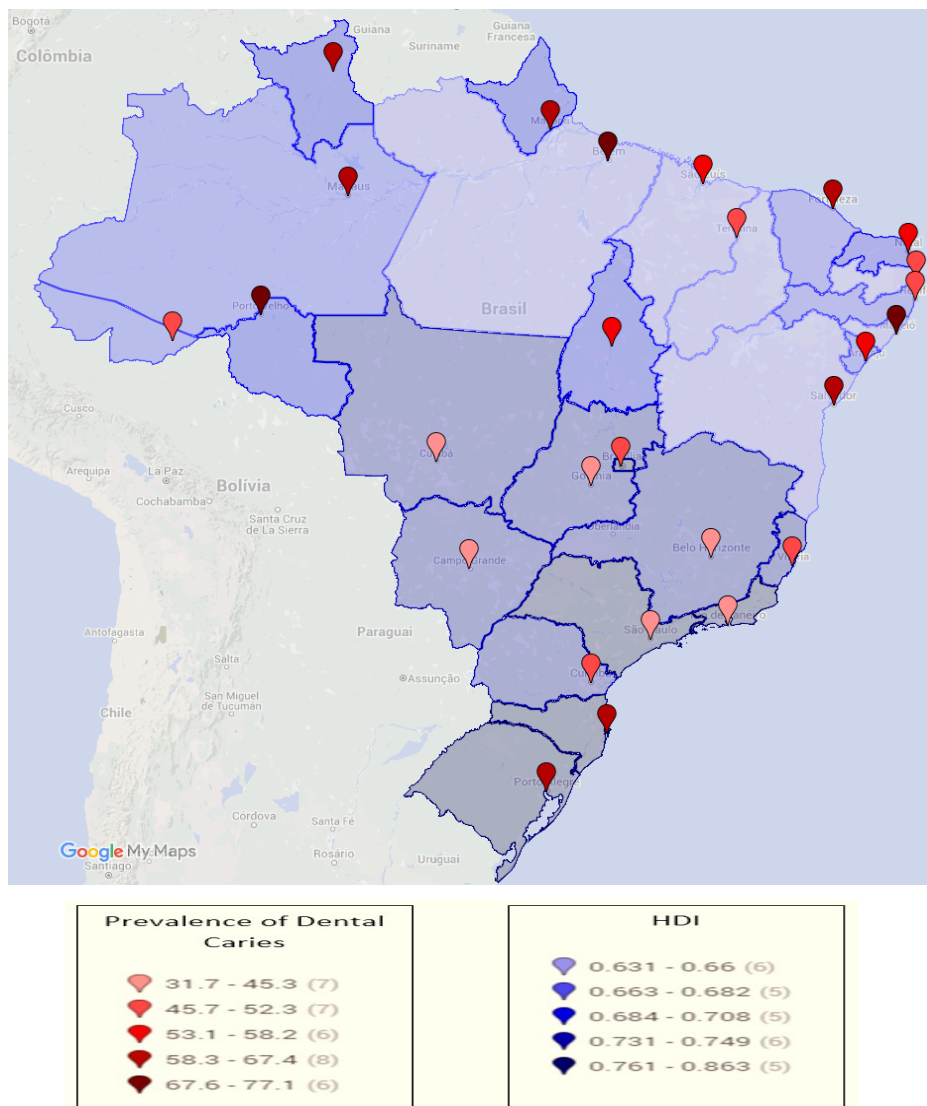 Bogotá
Colômbia
Guiana
Suriname
Guiana
Francesa
Belém
São Luís
Fortaleza
Manaus
Teresina
Natal
Porto Velho
Brasil
Maceió
Aracaju
Salvador
Cusco
Cuiabá
Brasília
Goiânia
Arequipa
La Paz
Bolívia
Cochabamba
Santa Cruz
de La Sierra
Uberlândia
Belo Horizonte
Vitória
Campo Grande
Rio de Janeiro
São Paulo
Antofagasta
Paraguai
Salta
Assunção
Curitiba
San Miguel
de Tucumán
Chile
Porto Alegre
Córdova
Santa Fé
Google My Maps
Rosário
Uruguai
Santiago
Prevalence of Dental
Caries
31.7 - 45.3 (7)
45.7 - 52.3 (7)
53.1 - 58.2 (6)
58.3 - 67.4 (8)
67.6 - 77.1 (6)
HDI
0.631 - 0.66 (6)
0.663 - 0.682 (5)
0.684 - 0.708 (5)
0.731 - 0.749 (6)
0.761 - 0.863 (5)